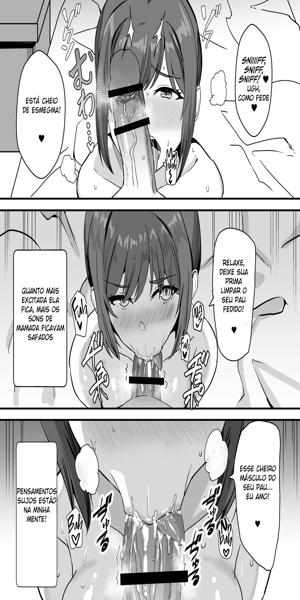 SNIIIFF,
SNIFF,
SNIFF! ♥
UGH,
COMO FEDE
ESTÁ CHEIO
DE ESMEGMA!
♥
RELAXE,
DEIXE SUA
PRIMA
LIMPAR O
SEU PAU
FEDIDO!
♥
QUANTO MAIS
EXCITADA ELA
FICA, MAIS OS
SONS DE
MAMADA FICAVAM
SAFADOS
ESSE CHEIRO
MÁSCULO DO
SEU PAU...
EU AMO!
♥
PENSAMENTOS
SUJOS ESTÃO
NA MINHA
MENTE!